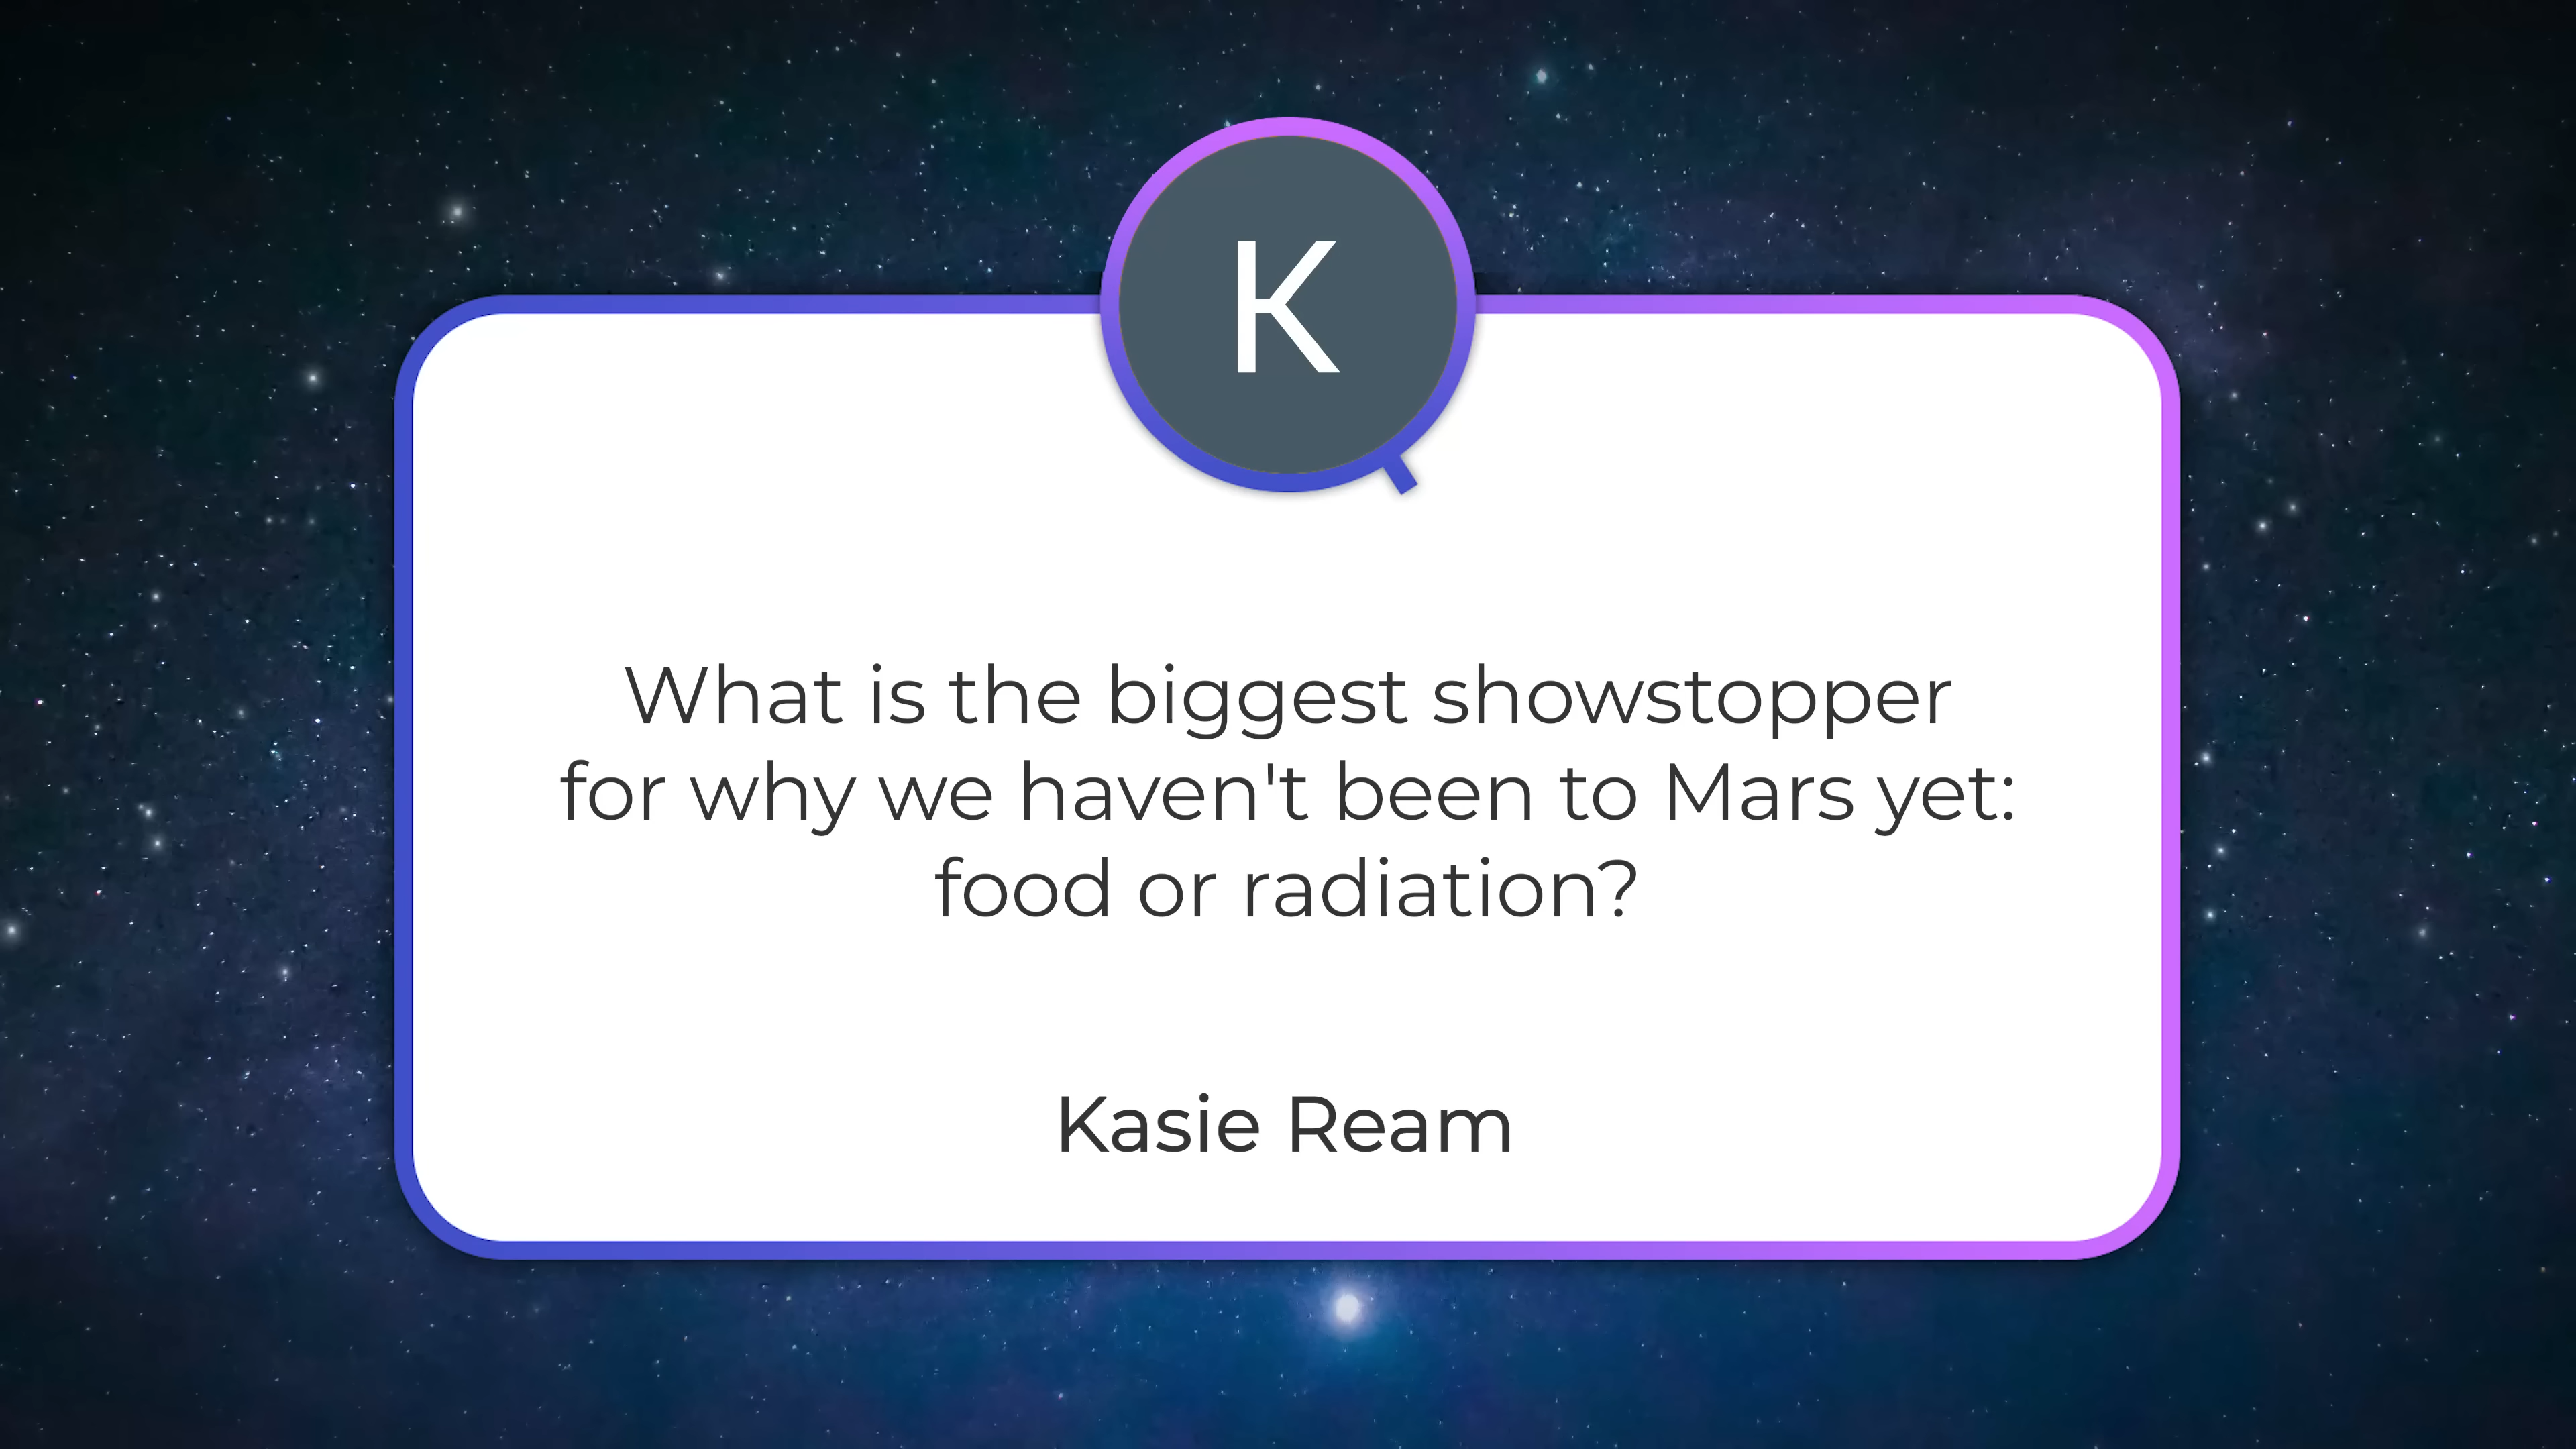 K
What is the biggest showstopper
for why we haven't been to Mars yet:
food or radiation?
Kasie Ream